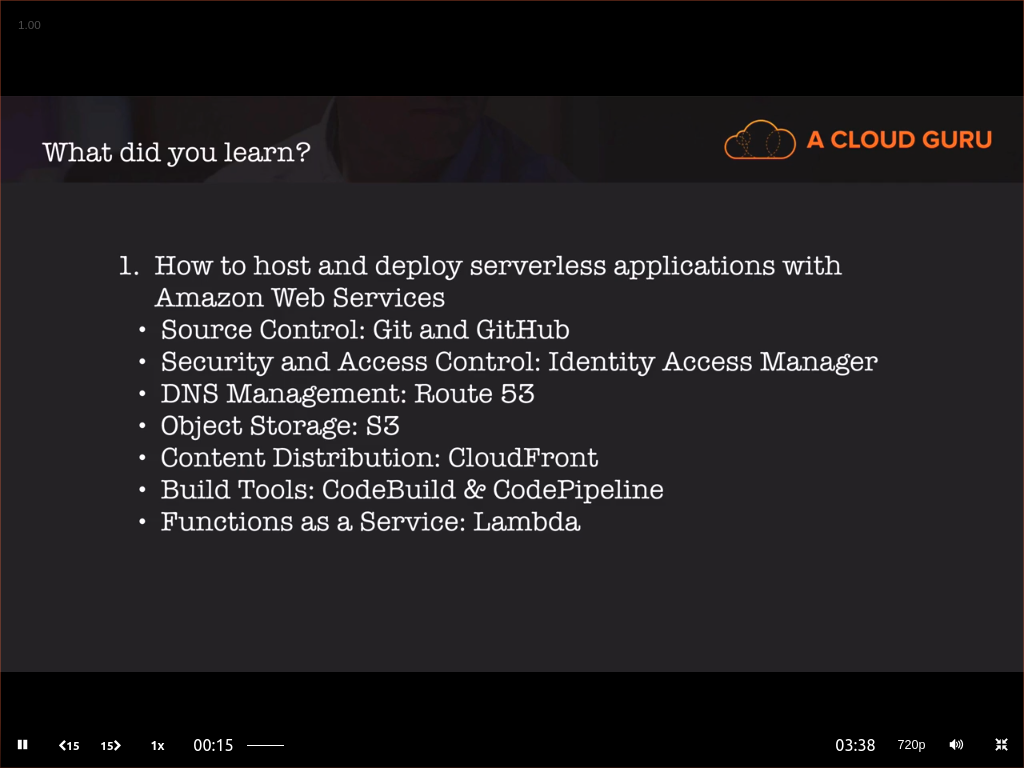 1.00
What did you learn?
A CLOUD GURU
1. How to host and deploy serverless applications with
Amazon Web Services
• Source Control: Git and GitHub
• Security and Access Control: Identity Access Manager
• DNS Management: Route 53
• Object Storage: S3
• Content Distribution: CloudFront
• Build Tools: CodeBuild & CodePipeline
• Functions as a Service: Lambda
15 15 1x 00:15 03:38 720p